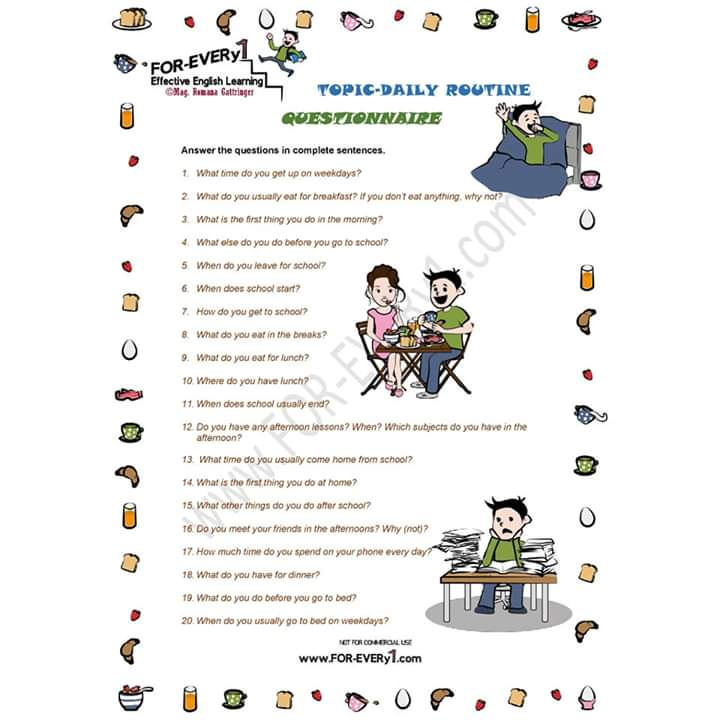 FOR-EVERy1
Effective English Learning
©Mag. Romana Gattringer
TOPIC-DAILY ROUTINE
QUESTIONNAIRE
Answer the questions in complete sentences.
1. What time do you get up on weekdays?
2. What do you usually eat for breakfast? If you don't eat anything, why not?
3. What is the first thing you do in the morning?
4. What else do you do before you go to school?
5. When do you leave for school?
6. When does school start?
7. How do you get to school?
8. What do you eat in the breaks?
9. What do you eat for lunch?
10. Where do you have lunch?
11. When does school usually end?
12. Do you have any afternoon lessons? When? Which subjects do you have in the
afternoon?
13. What time do you usually come home from school?
14. What is the first thing you do at home?
15. What other things do you do after school?
16. Do you meet your friends in the afternoons? Why (not)?
17. How much time do you spend on your phone every day?
18. What do you have for dinner?
19. What do you do before you go to bed?
20. When do you usually go to bed on weekdays?
NOT FOR COMMERCIAL USE
www.FOR-EVERy1.com
www.FOR-EVERy1.com